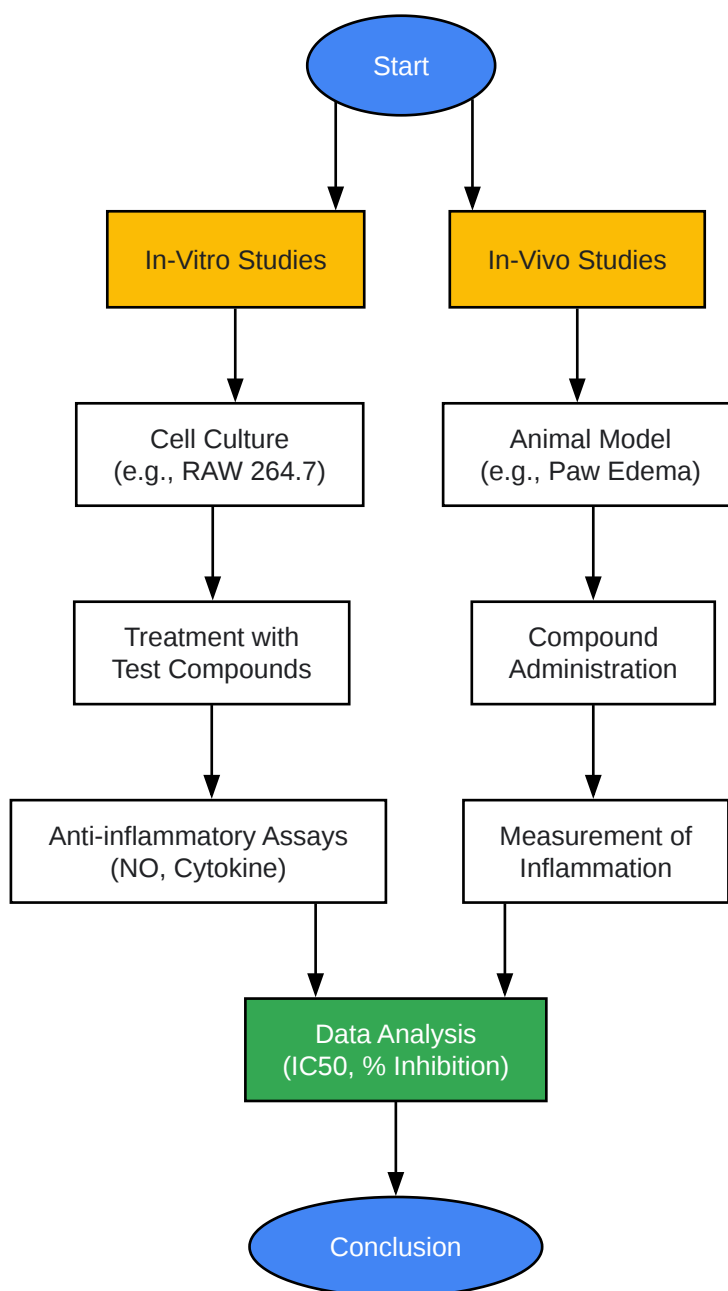 Start
In-Vitro Studies
In-Vivo Studies
Cell Culture
(e.g., RAW 264.7)
Animal Model
(e.g., Paw Edema)
Treatment with
Test Compounds
Compound
Administration
Anti-inflammatory Assays
(NO, Cytokine)
Measurement of
Inflammation
Data Analysis
(IC50, % Inhibition)
Conclusion